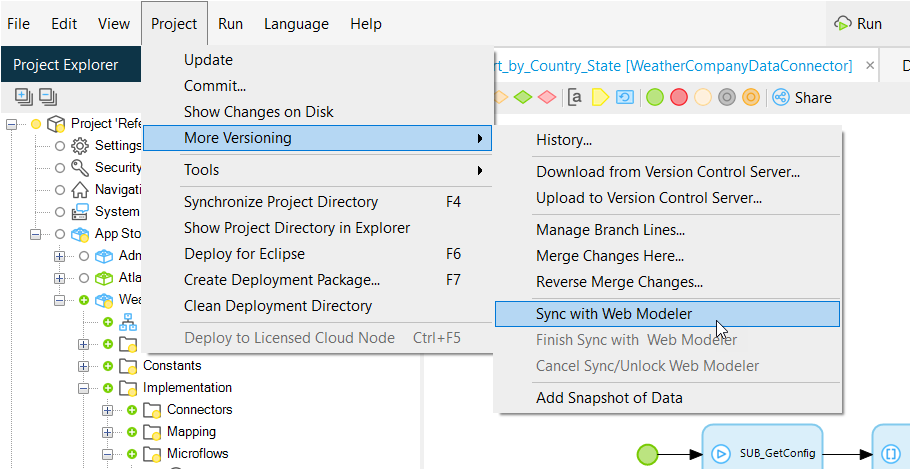 File Edit View Project Run Language Help Run
Project Explorer
rt_by_Country_State [WeatherCompanyDataConnector] × D
[a Share
Project 'Refe
Settings
Security
Navigati
System
App Sto
Adm
Atla
Wea
Constants
Implementation
Connectors
Mapping
Microflows
Update
Commit...
Show Changes on Disk
More Versioning
Tools
Synchronize Project Directory F4
Show Project Directory in Explorer
Deploy for Eclipse F6
Create Deployment Package... F7
Clean Deployment Directory
Deploy to Licensed Cloud Node Ctrl+F5
History...
Download from Version Control Server...
Upload to Version Control Server...
Manage Branch Lines...
Merge Changes Here...
Reverse Merge Changes...
Sync with Web Modeler
Finish Sync with Web Modeler
Cancel Sync/Unlock Web Modeler
Add Snapshot of Data
SUB_GetConfig